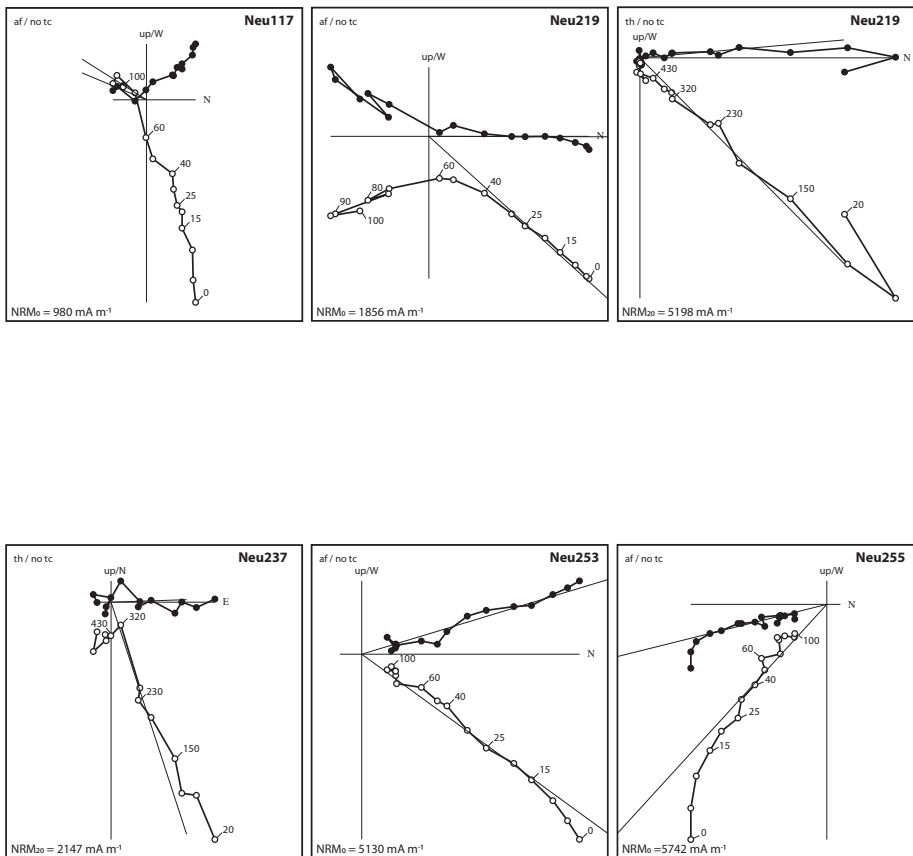 af / no tc
Neu117
up/W
100
N
60
40
25
15
0
NRM₀ = 980 mA m⁻¹
af / no tc
Neu219
up/W
N
60
80
40
90
100
25
15
0
NRM₀ = 1856 mA m⁻¹
th / no tc
Neu219
up/W
N
430
320
230
150
20
NRM₂₀ = 5198 mA m⁻¹
th / no tc
Neu237
up/N
E
430
320
230
150
20
NRM₂₀ = 2147 mA m⁻¹
af / no tc
Neu253
up/W
N
100
60
40
25
15
0
NRM₀ = 5130 mA m⁻¹
af / no tc
Neu255
up/W
N
100
60
40
25
15
0
NRM₀ =5742 mA m⁻¹